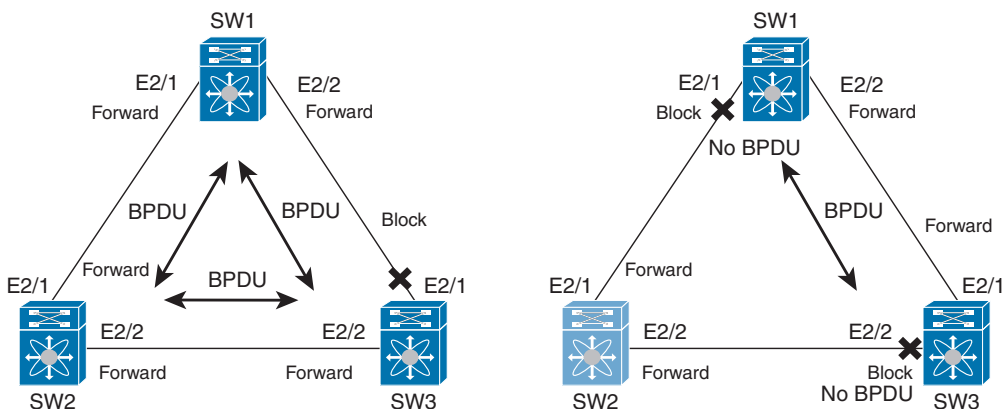 SW1
E2/1
E2/2
Forward
Forward
BPDU
BPDU
Block
Forward
BPDU
E2/1
E2/1
E2/2
E2/2
Forward
Forward
SW2
SW3
SW1
E2/1
E2/2
Block
Forward
No BPDU
BPDU
Forward
Forward
E2/1
E2/1
E2/2
E2/2
Forward
Block
No BPDU
SW2
SW3